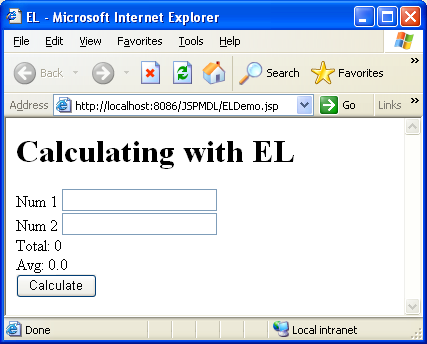 EL - Microsoft Internet Explorer
File Edit View Favorites Tools Help
Back Search Favorites
Address http://localhost:8086/JSPMDL/ELDemo.jsp Go Links
Calculating with EL
Num 1
Num 2
Total: 0
Avg: 0.0
Calculate
Done Local intranet